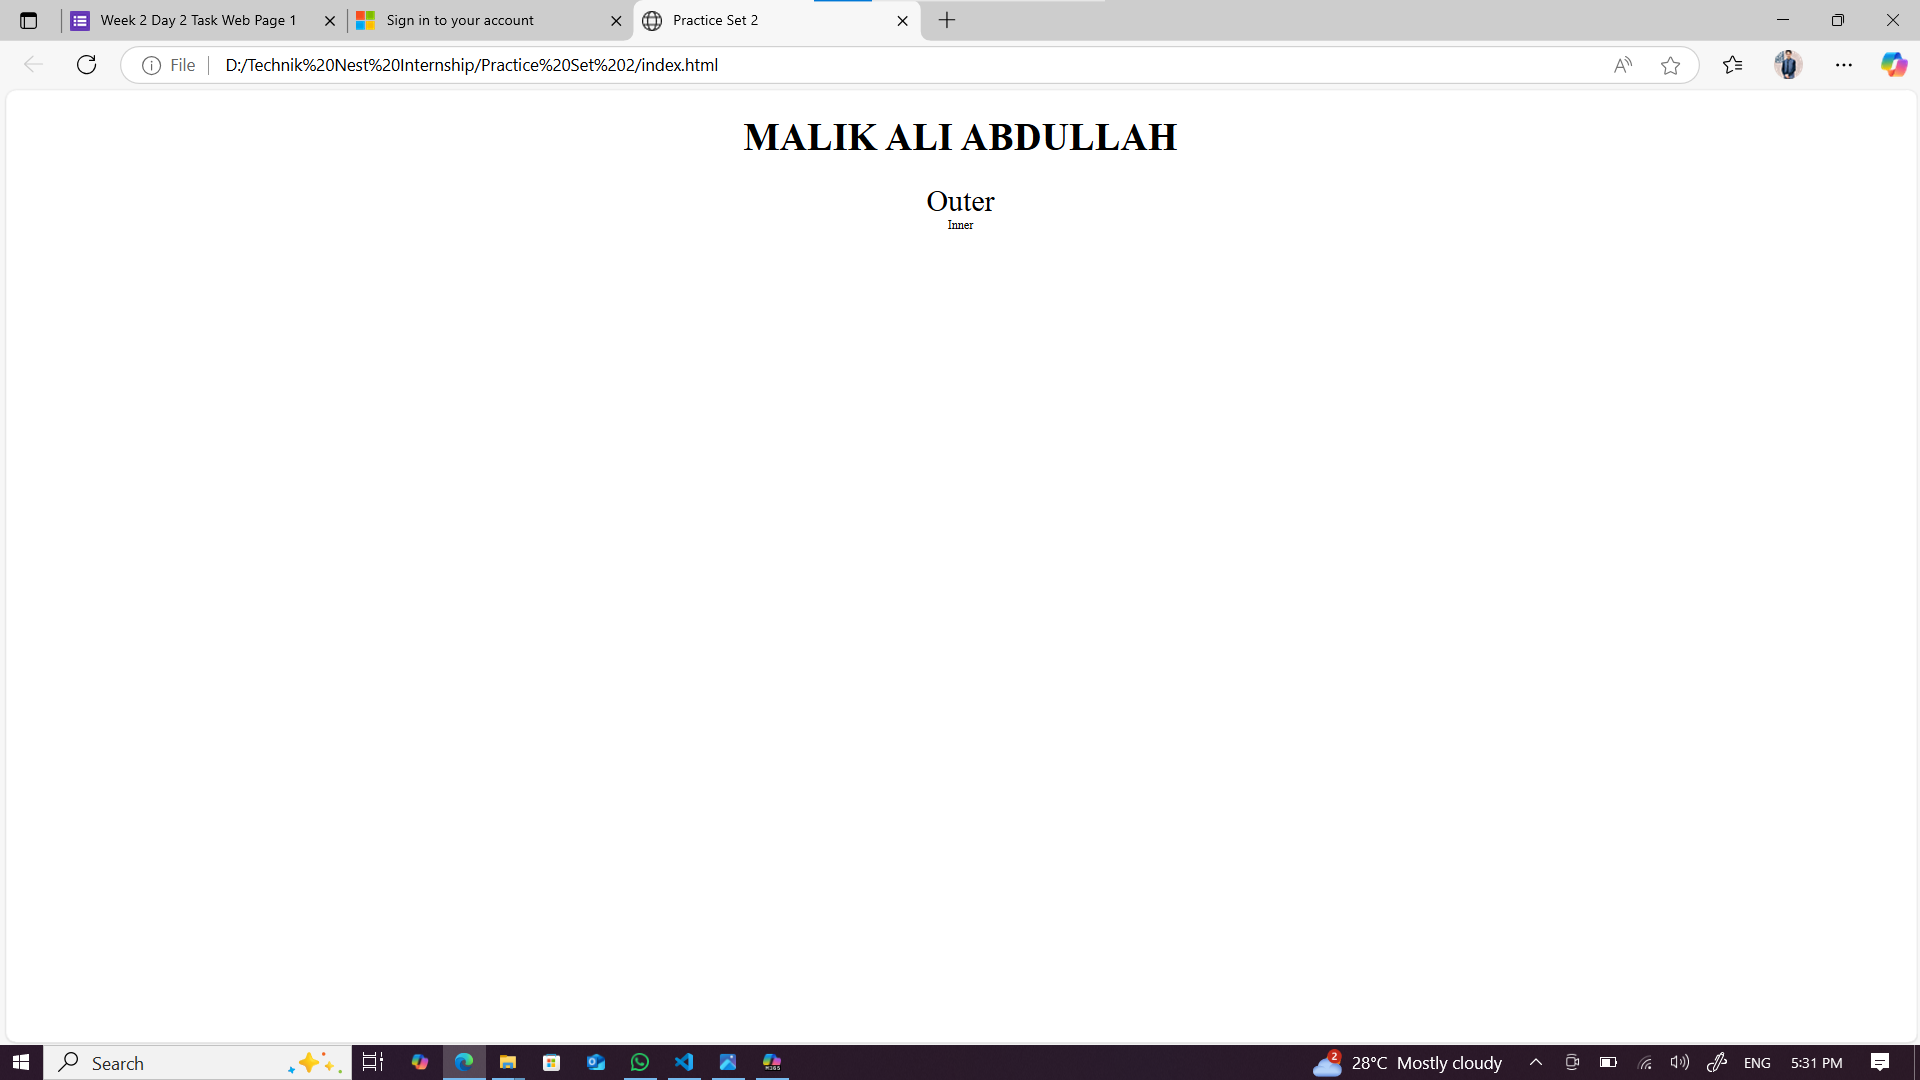 Week 2 Day 2 Task Web Page 1
Sign in to your account
Practice Set 2
File
D:/Technik%20Nest%20Internship/Practice%20Set%202/index.html
MALIK ALI ABDULLAH
Outer
Inner
Search
M365
2
28°C Mostly cloudy
ENG
5:31 PM